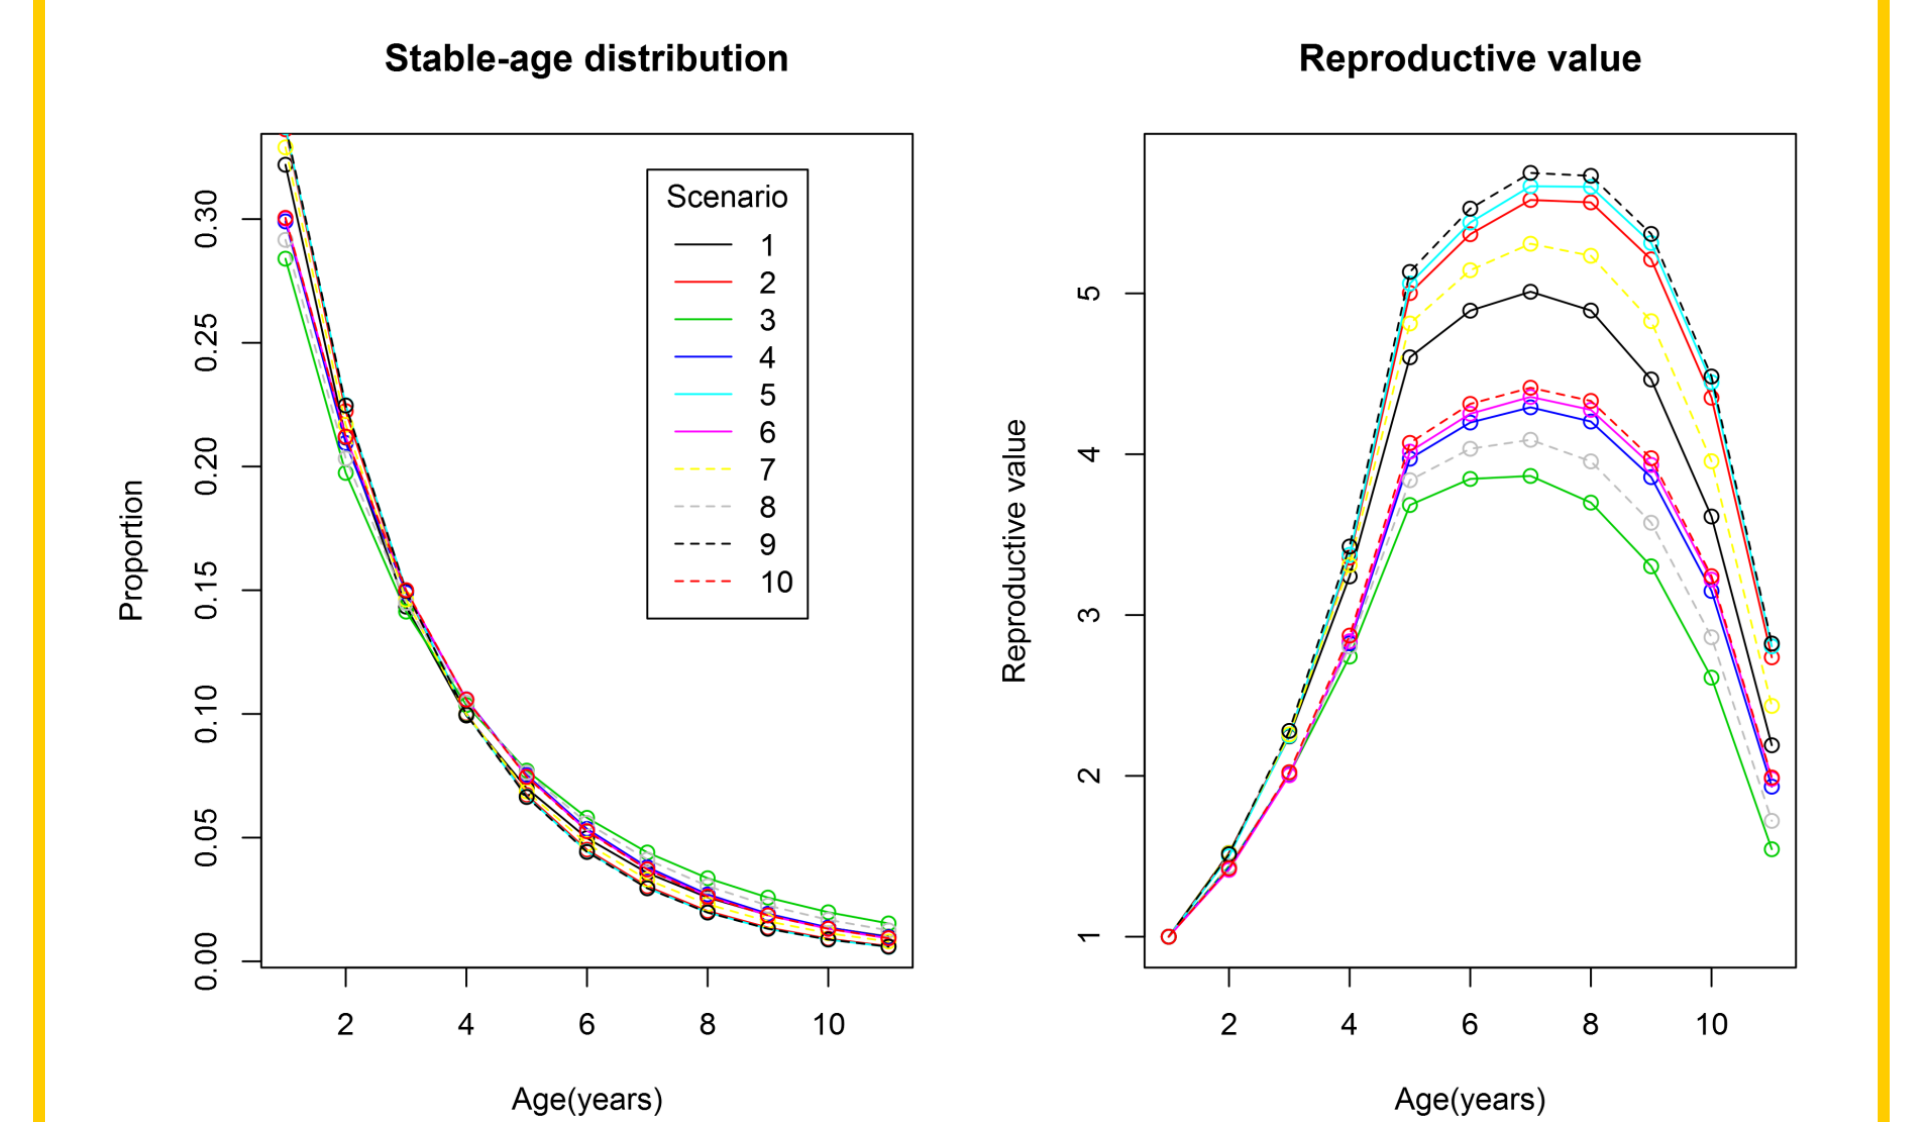 Stable-age distribution
Proportion
0.00 0.05 0.10 0.15 0.20 0.25 0.30
Scenario
1
2
3
4
5
6
7
8
9
10
2 4 6 8 10
Age(years)
Reproductive value
Reproductive value
1 2 3 4 5
2 4 6 8 10
Age(years)